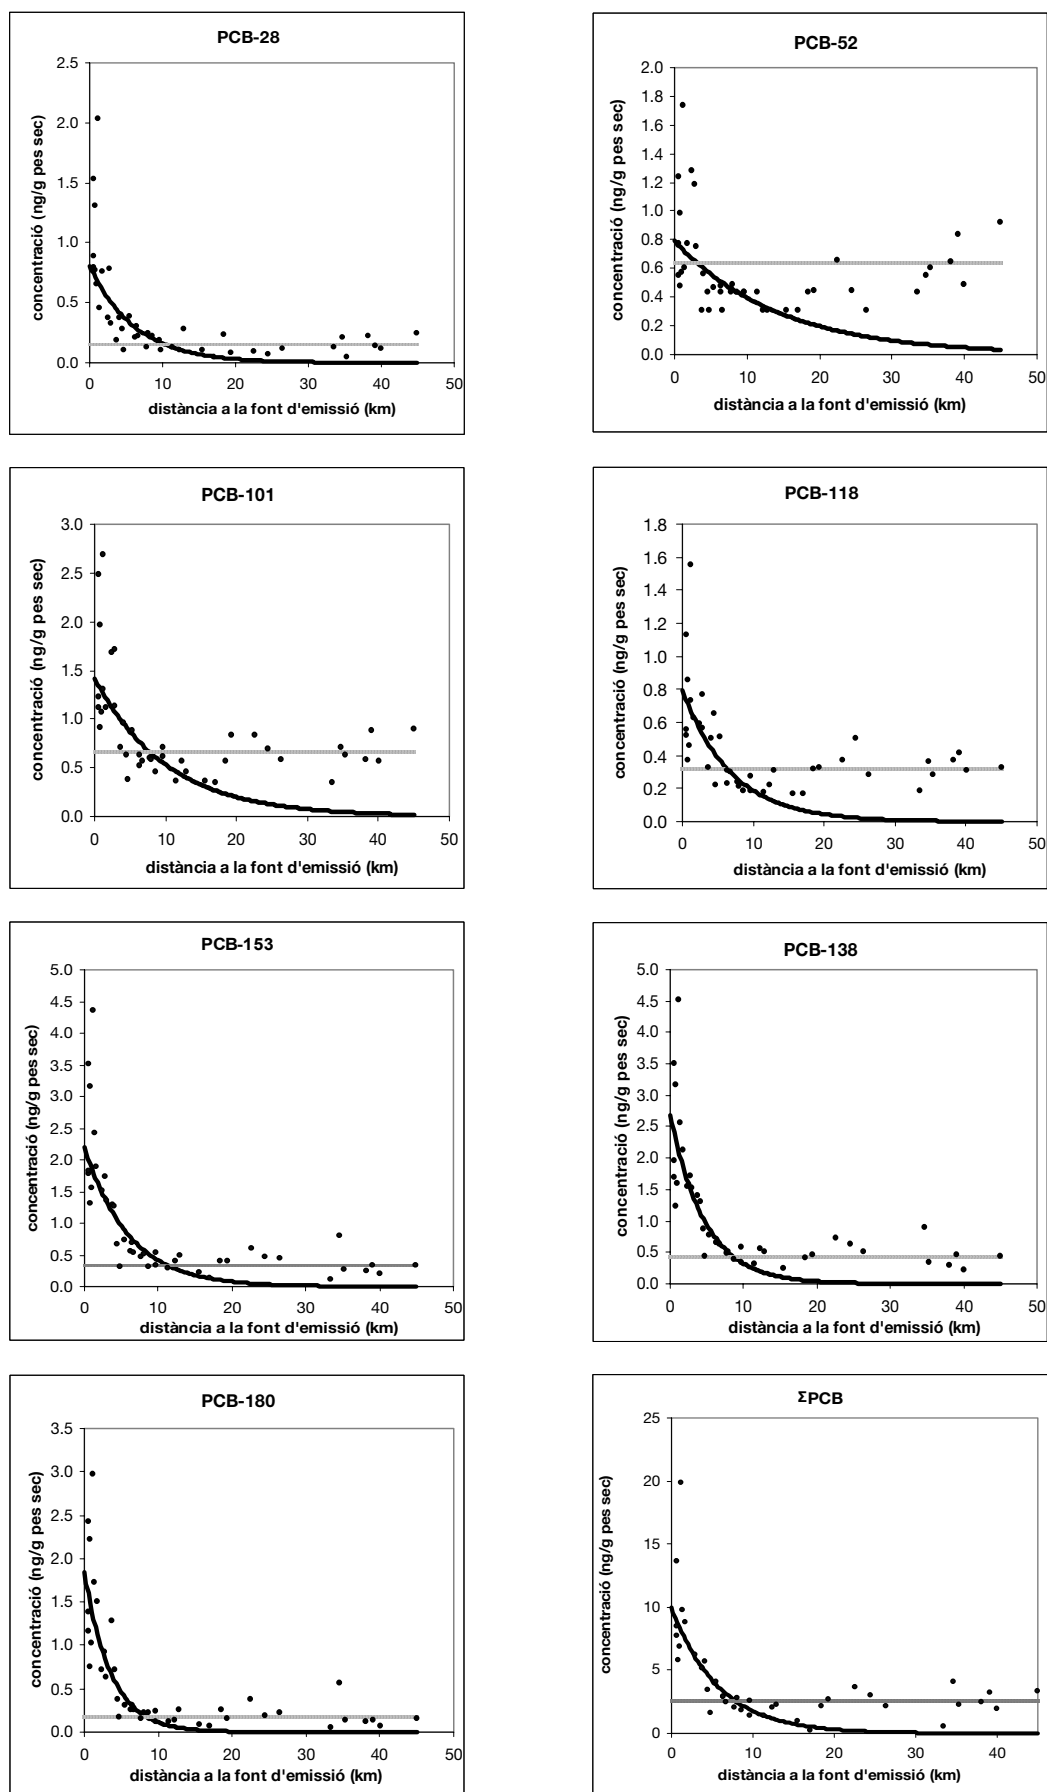 PCB-28
concentració (ng/g pes sec)
2.5
2.0
1.5
1.0
0.5
0.0
0 10 20 30 40 50
distància a la font d'emissió (km)
PCB-52
concentració (ng/g pes sec)
2.0
1.8
1.6
1.4
1.2
1.0
0.8
0.6
0.4
0.2
0.0
0 10 20 30 40 50
distància a la font d'emissió (km)
PCB-101
concentració (ng/g pes sec)
3.0
2.5
2.0
1.5
1.0
0.5
0.0
0 10 20 30 40 50
distància a la font d'emissió (km)
PCB-118
concentració (ng/g pes sec)
1.8
1.6
1.4
1.2
1.0
0.8
0.6
0.4
0.2
0.0
0 10 20 30 40 50
distància a la font d'emissió (km)
PCB-153
concentració (ng/g pes sec)
5.0
4.5
4.0
3.5
3.0
2.5
2.0
1.5
1.0
0.5
0.0
0 10 20 30 40 50
distància a la font d'emissió (km)
PCB-138
concentració (ng/g pes sec)
5.0
4.5
4.0
3.5
3.0
2.5
2.0
1.5
1.0
0.5
0.0
0 10 20 30 40 50
distància a la font d'emissió (km)
PCB-180
concentració (ng/g pes sec)
3.5
3.0
2.5
2.0
1.5
1.0
0.5
0.0
0 10 20 30 40 50
distància a la font d'emissió (km)
ΣPCB
concentració (ng/g pes sec)
25
20
15
10
5
0
0 10 20 30 40
distància a la font d'emissió (km)